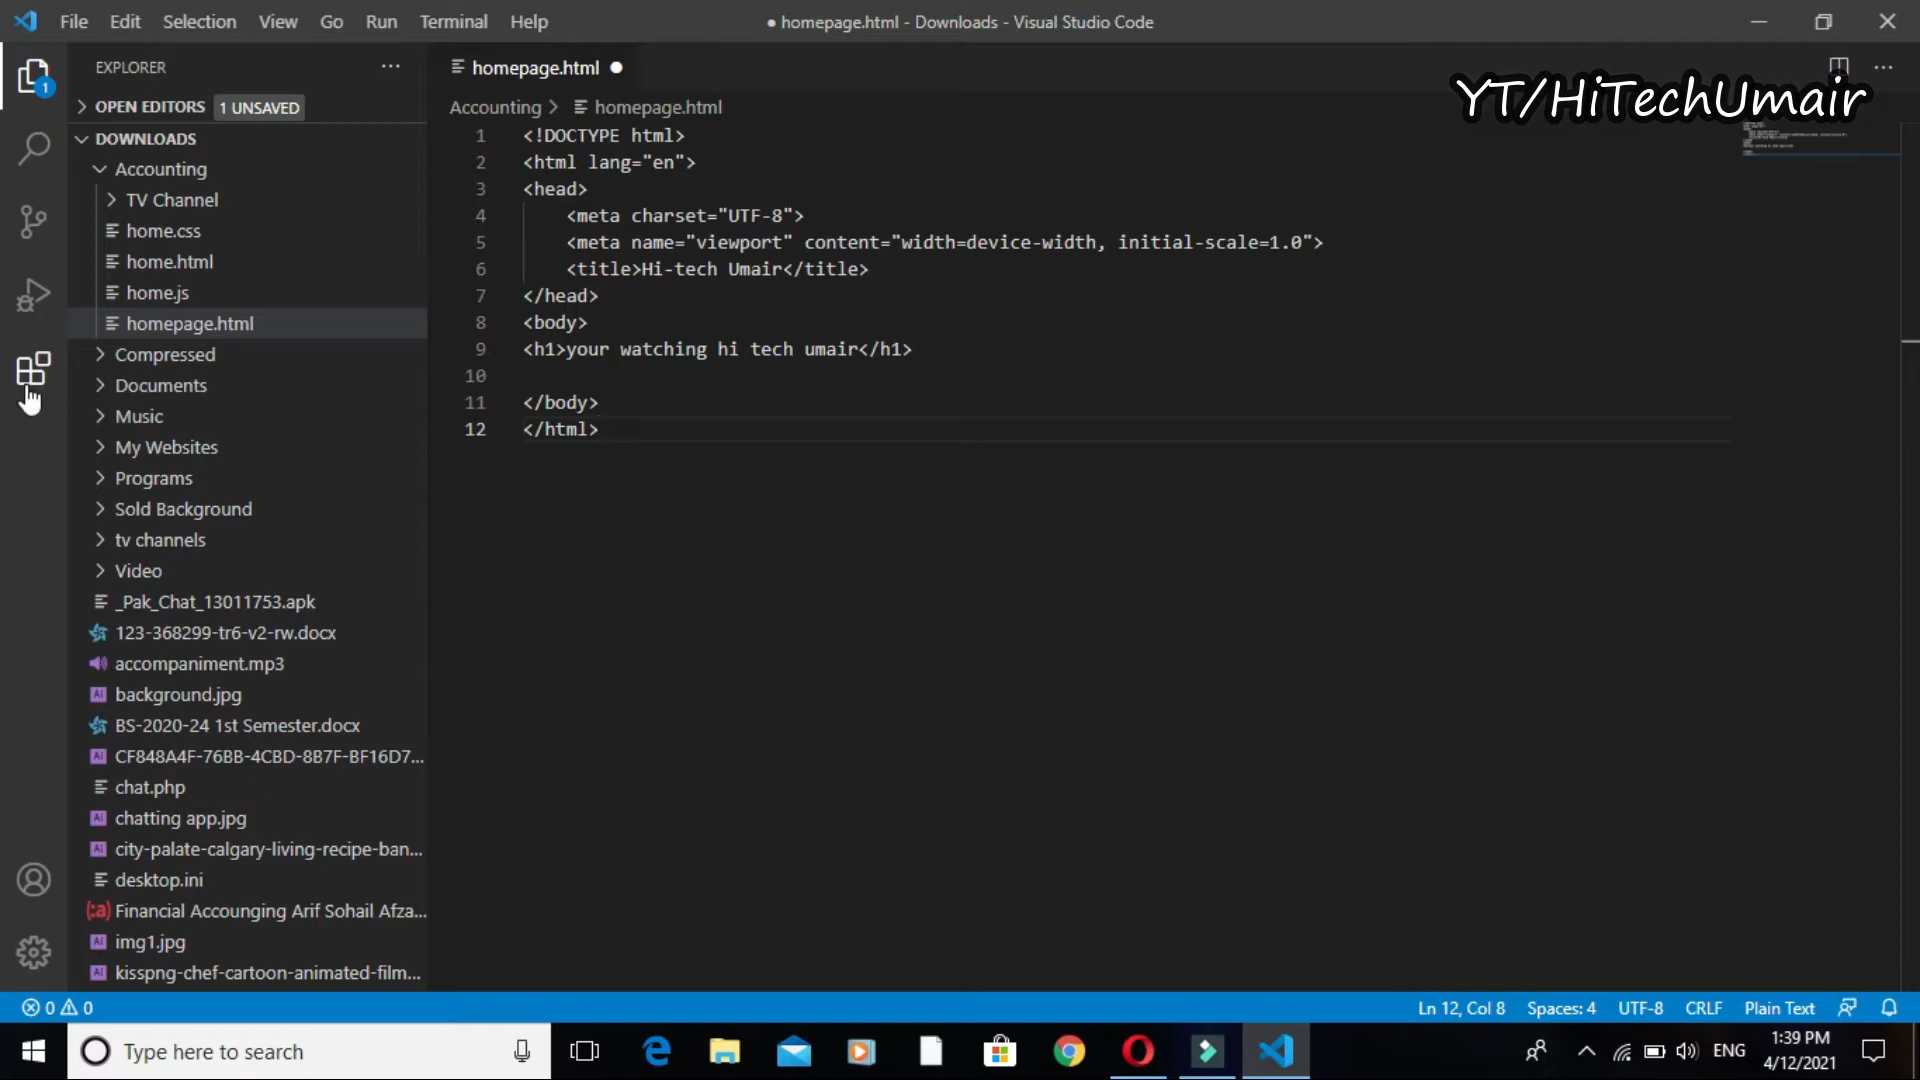 File Edit Selection View Go Run Terminal Help
● homepage.html - Downloads - Visual Studio Code
YT/HiTechUmair
1
EXPLORER
OPEN EDITORS 1 UNSAVED
DOWNLOADS
Accounting
TV Channel
home.css
home.html
home.js
homepage.html
Compressed
Documents
Music
My Websites
Programs
Sold Background
tv channels
Video
_Pak_Chat_13011753.apk
123-368299-tr6-v2-rw.docx
accompaniment.mp3
background.jpg
BS-2020-24 1st Semester.docx
CF848A4F-76BB-4CBD-8B7F-BF16D7...
chat.php
chatting app.jpg
city-palate-calgary-living-recipe-ban...
desktop.ini
Financial Accounging Arif Sohail Afza...
img1.jpg
kisspng-chef-cartoon-animated-film...
homepage.html ●
Accounting > homepage.html
1 <!DOCTYPE html>
2 <html lang="en">
3 <head>
4 <meta charset="UTF-8">
5 <meta name="viewport" content="width=device-width, initial-scale=1.0">
6 <title>Hi-tech Umair</title>
7 </head>
8 <body>
9 <h1>your watching hi tech umair</h1>
10
11 </body>
12 </html>
0 0
Ln 12, Col 8 Spaces: 4 UTF-8 CRLF Plain Text
Type here to search
ENG
1:39 PM
4/12/2021